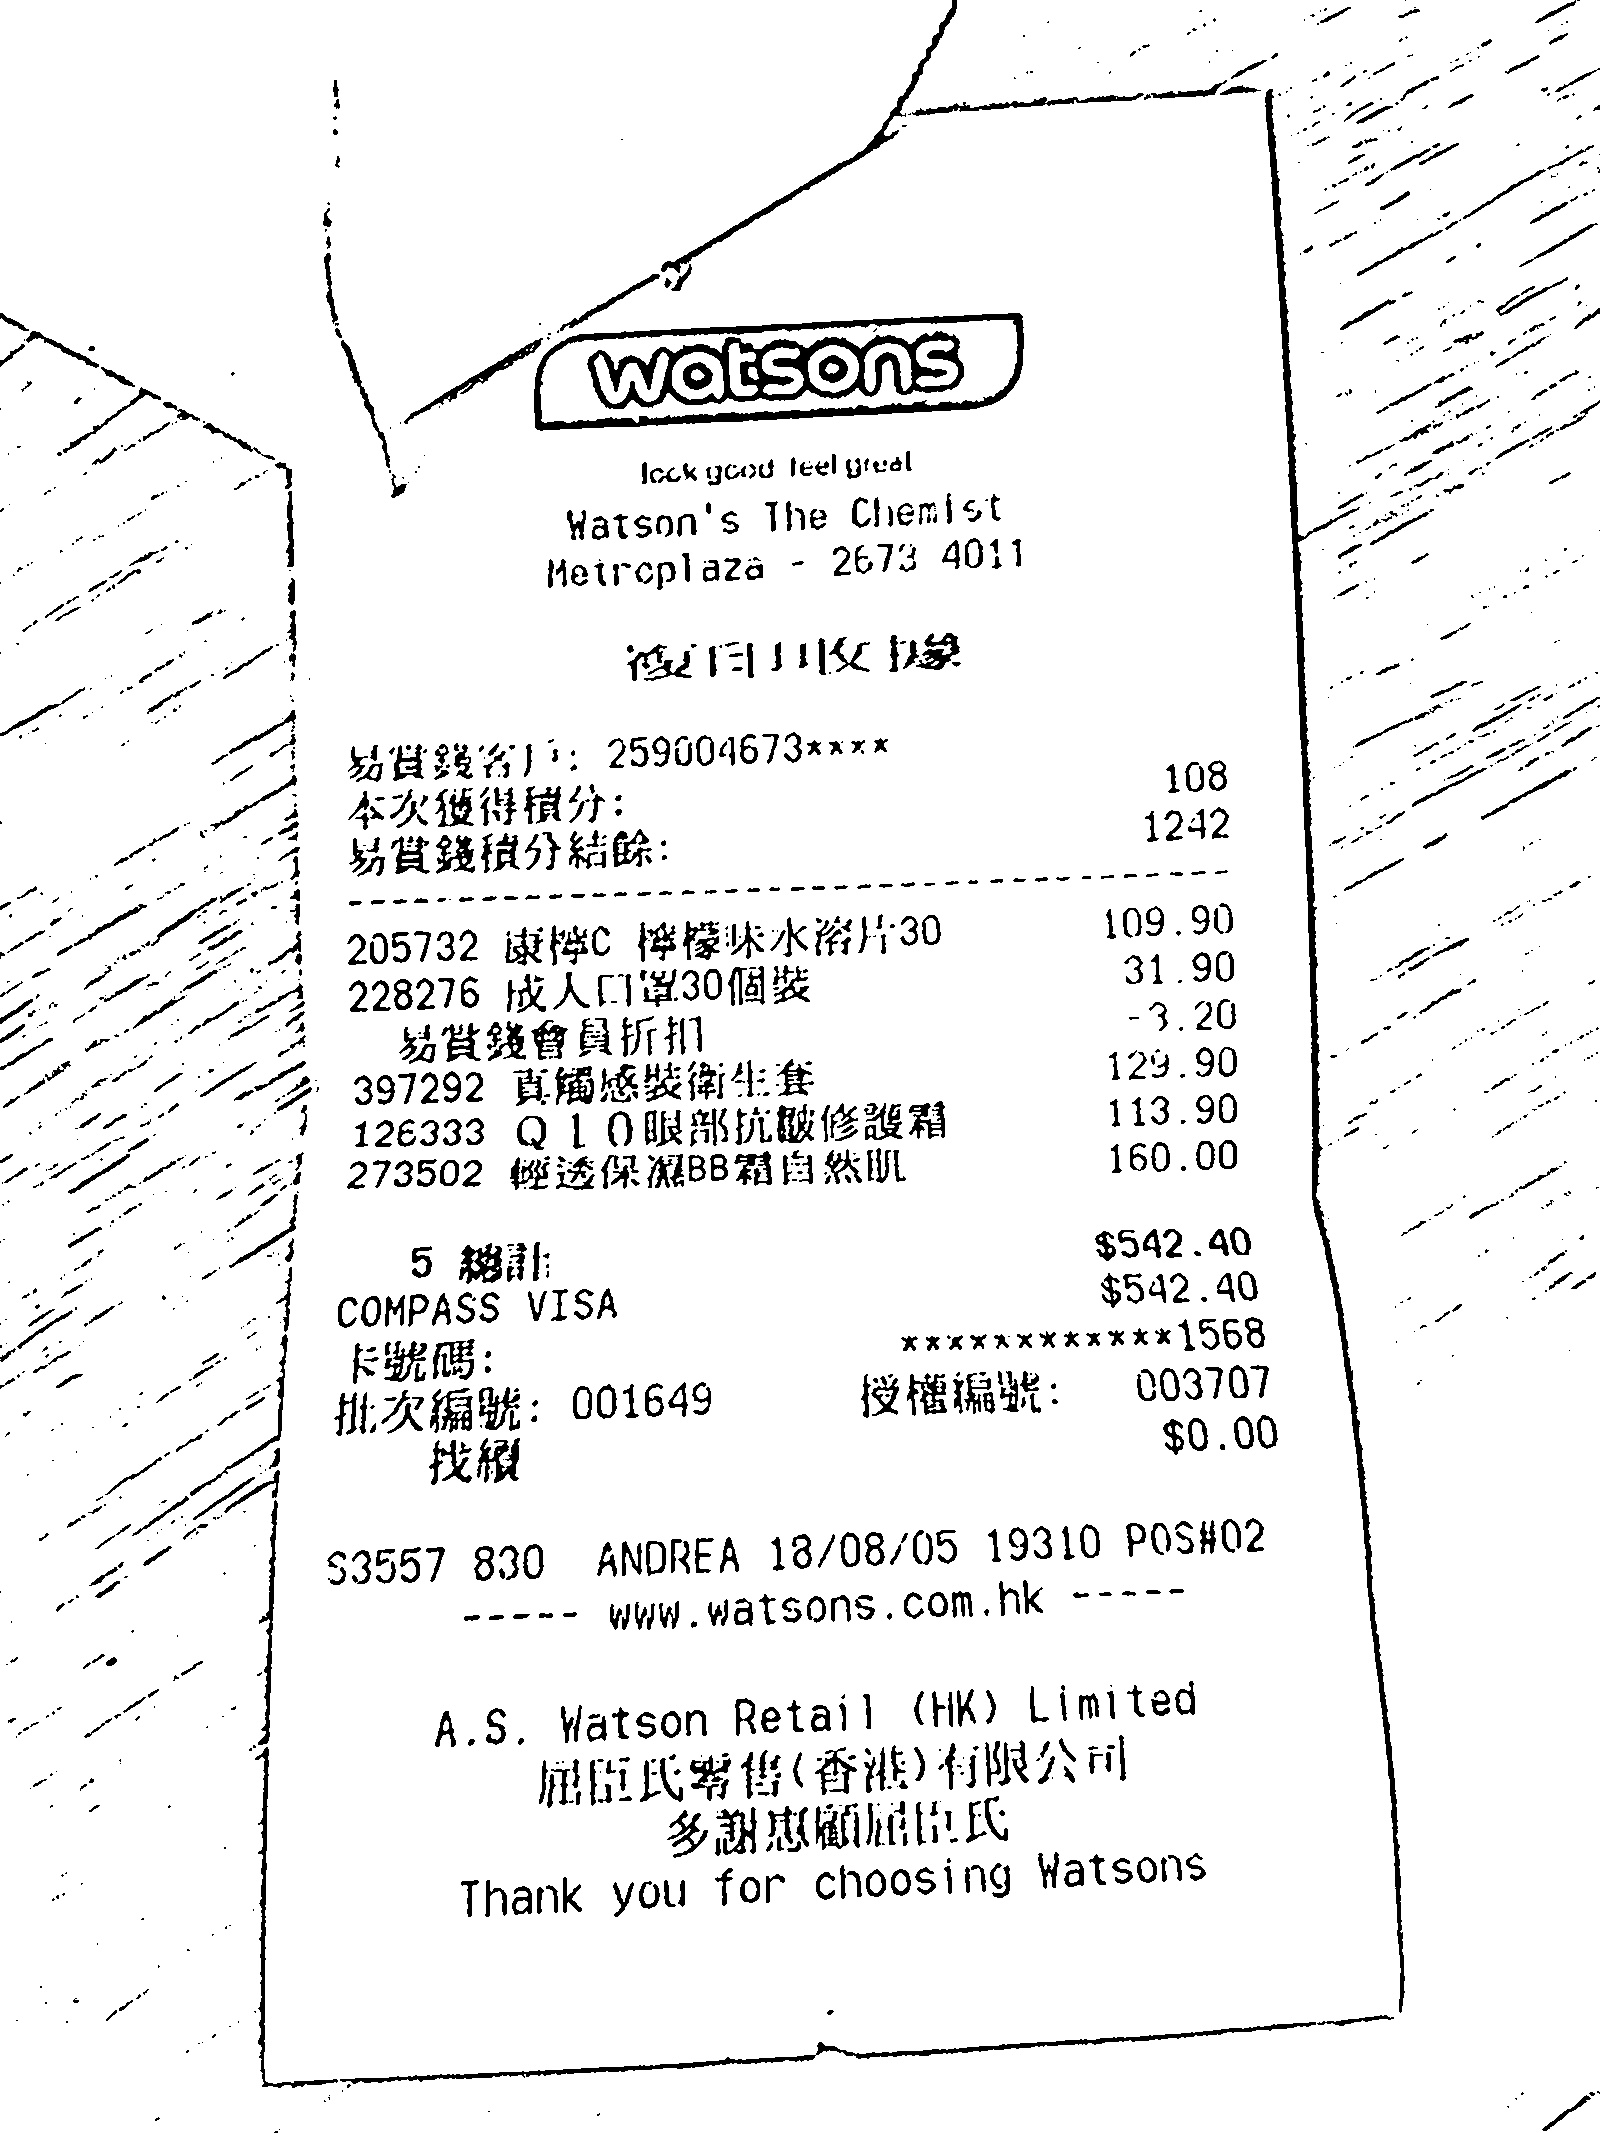 watsons
look good feel great
Watson's The Chemist
Metroplaza - 2673 4011
易賞錢客戶: 259004673****
本次獲得積分: 108
易賞錢積分結餘: 1242
205732 康檸C 檸檬味水溶片30 109.90
228276 成人口罩30個裝 31.90
易賞錢會員折扣 -3.20
397292 真觸感裝衛生套 129.90
126333 Q10眼部抗皺修護霜 113.90
273502 輕透保濕BB霜自然肌 160.00
5 總計 $542.40
COMPASS VISA $542.40
卡號碼: ************1568
批次編號: 001649 授權編號: 003707
找續 $0.00
S3557 830 ANDREA 18/08/05 19310 POS#02
----- www.watsons.com.hk -----
A.S. Watson Retail (HK) Limited
屈臣氏零售(香港)有限公司
多謝惠顧屈臣氏
Thank you for choosing Watsons